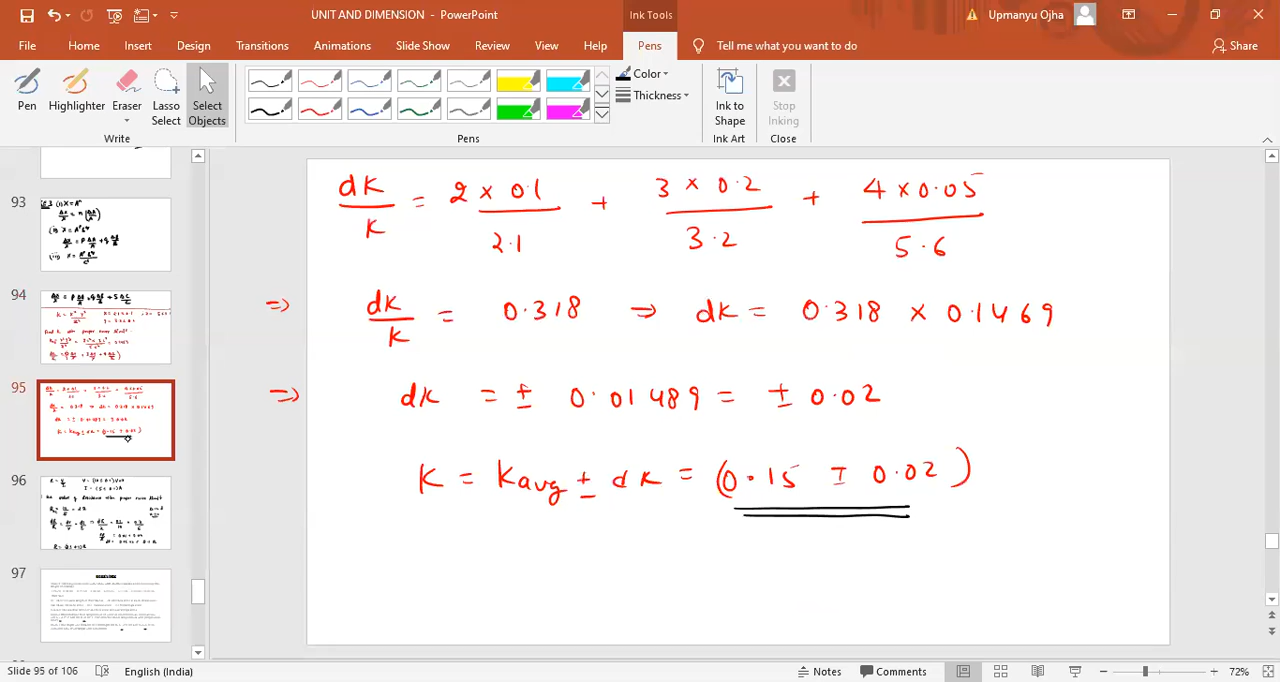 UNIT AND DIMENSION - PowerPoint
Ink Tools
Upmanyu Ojha
File Home Insert Design Transitions Animations Slide Show Review View Help Pens Tell me what you want to do Share
Pen Highlighter Eraser Lasso Select Select Objects
Color
Thickness
Ink to Shape
Stop Inking
Write Pens Ink Art Close
93
94
95
96
97
dK/K = 2 × 0.1/2.1 + 3 × 0.2/3.2 + 4 × 0.05/5.6
⇒ dK/K = 0.318 ⇒ dK = 0.318 × 0.1469
⇒ dK = ± 0.01489 = ± 0.02
K = Kavg ± dK = (0.15 ± 0.02)
Slide 95 of 106 English (India) Notes Comments 72%